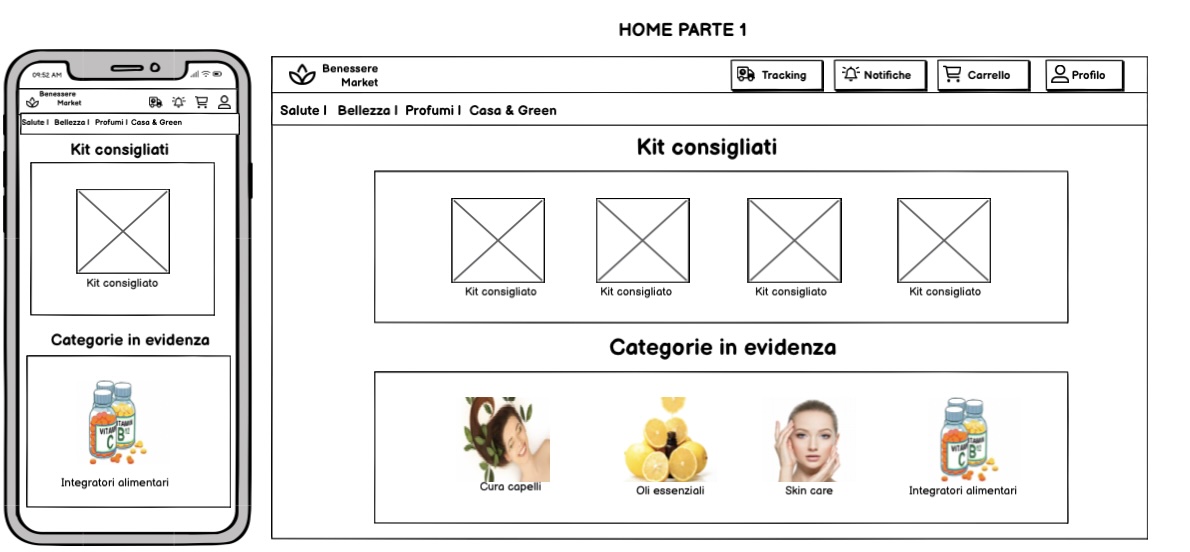 HOME PARTE 1
09:52 AM
Benessere
Market
Salute I Bellezza I Profumi I Casa & Green
Kit consigliati
Kit consigliato
Categorie in evidenza
VITAMIN
C
VITAMIN
B12
Integratori alimentari
Benessere
Market
Tracking
Notifiche
Carrello
Profilo
Salute I Bellezza I Profumi I Casa & Green
Kit consigliati
Kit consigliato
Kit consigliato
Kit consigliato
Kit consigliato
Categorie in evidenza
Cura capelli
Oli essenziali
Skin care
VITAMIN
C
VITAMIN
B12
Integratori alimentari